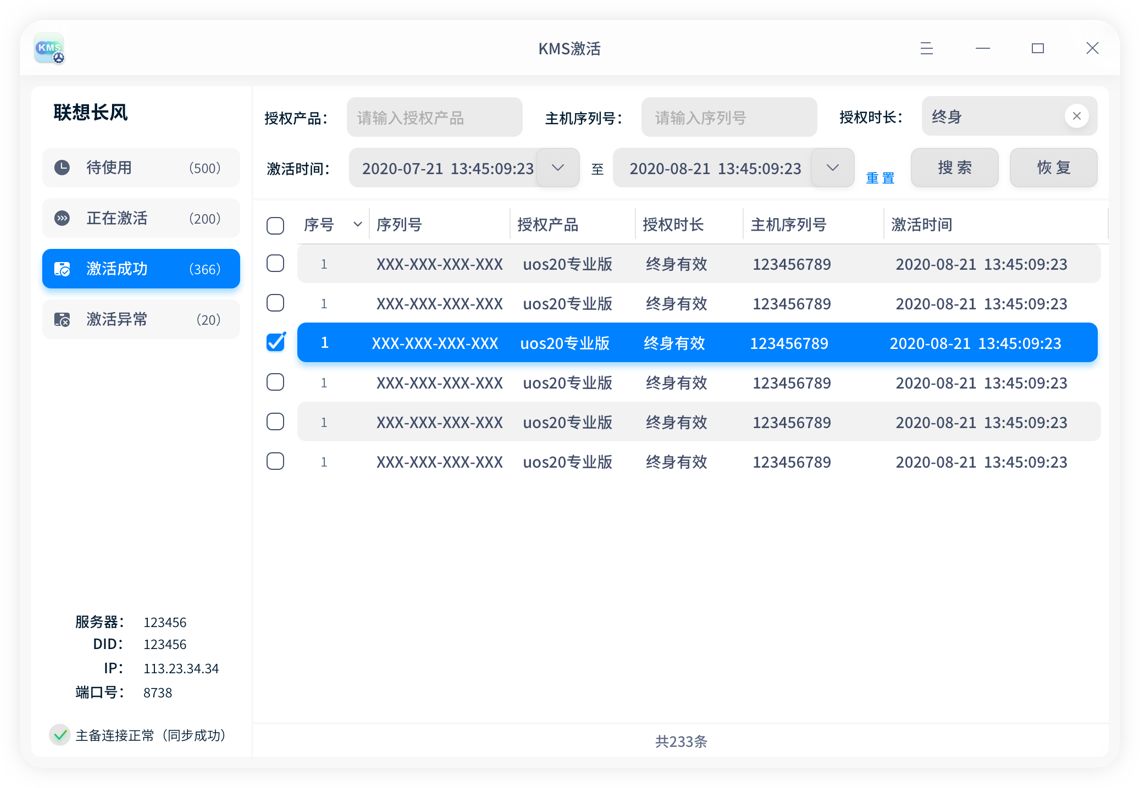 KMS
KMS激活
联想长风
待使用 (500)
正在激活 (200)
激活成功 (366)
激活异常 (20)
服务器： 123456
DID： 123456
IP： 113.23.34.34
端口号： 8738
主备连接正常（同步成功）
授权产品： 请输入授权产品 主机序列号： 请输入序列号 授权时长： 终身
激活时间： 2020-07-21 13:45:09:23 至 2020-08-21 13:45:09:23 重置 搜索 恢复
序号 序列号 授权产品 授权时长 主机序列号 激活时间
1 XXX-XXX-XXX-XXX uos20专业版 终身有效 123456789 2020-08-21 13:45:09:23
1 XXX-XXX-XXX-XXX uos20专业版 终身有效 123456789 2020-08-21 13:45:09:23
1 XXX-XXX-XXX-XXX uos20专业版 终身有效 123456789 2020-08-21 13:45:09:23
1 XXX-XXX-XXX-XXX uos20专业版 终身有效 123456789 2020-08-21 13:45:09:23
1 XXX-XXX-XXX-XXX uos20专业版 终身有效 123456789 2020-08-21 13:45:09:23
1 XXX-XXX-XXX-XXX uos20专业版 终身有效 123456789 2020-08-21 13:45:09:23
共233条